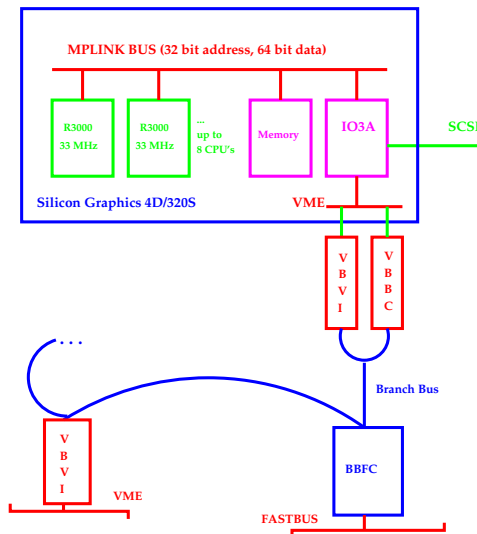 MPLINK BUS (32 bit address, 64 bit data)
R3000
33 MHz
R3000
33 MHz
...
up to
8 CPU's
Memory
IO3A
SCSI
Silicon Graphics 4D/320S
VME
V
B
V
I
V
B
B
C
. . .
Branch Bus
V
B
V
I
BBFC
VME
FASTBUS